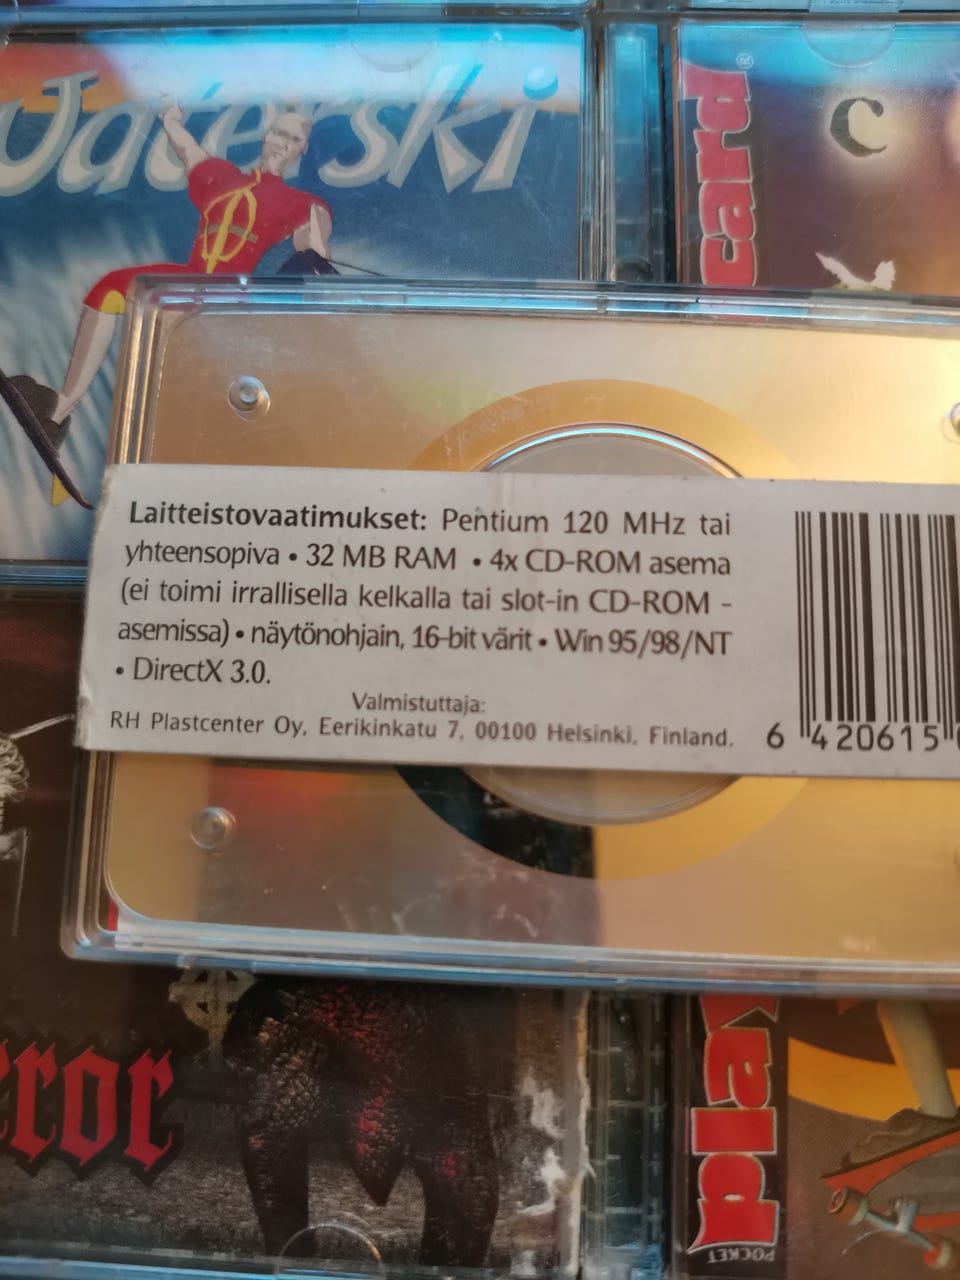 Waterski
card®
C
Laitteistovaatimukset: Pentium 120 MHz tai
yhteensopiva • 32 MB RAM • 4x CD-ROM asema
(ei toimi irrallisella kelkalla tai slot-in CD-ROM -
asemissa) • näytönohjain, 16-bit värit • Win 95/98/NT
• DirectX 3.0.
Valmistuttaja:
RH Plastcenter Oy, Eerikinkatu 7, 00100 Helsinki, Finland.
6 420615
rror
play
POCKET